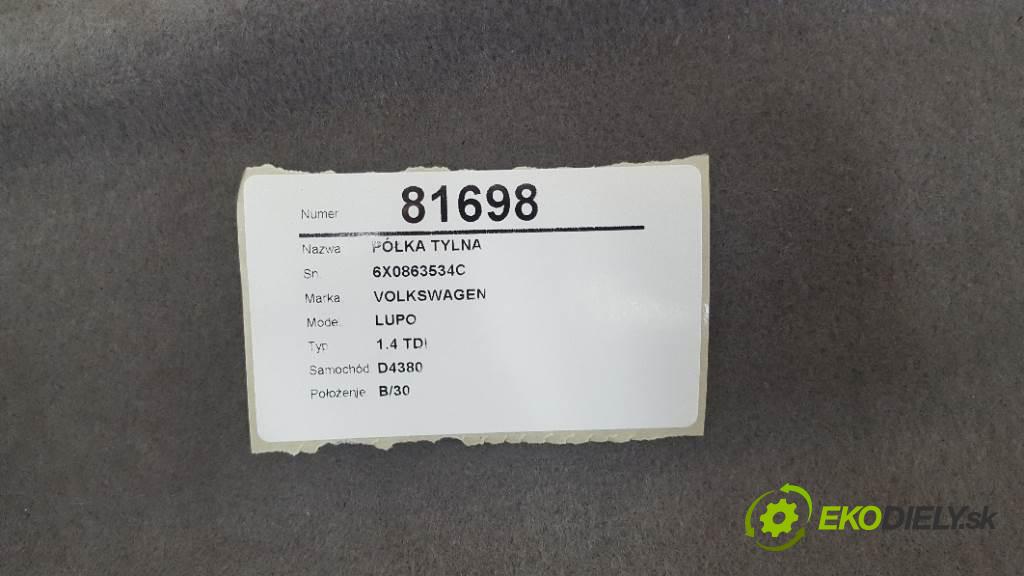 Numer 81698
Nazwa PÓŁKA TYLNA
Sn. 6X0863534C
Marka VOLKSWAGEN
Model LUPO
Typ 1.4 TDI
Samochód D4380
Położenie B/30
EKODIELY.sk